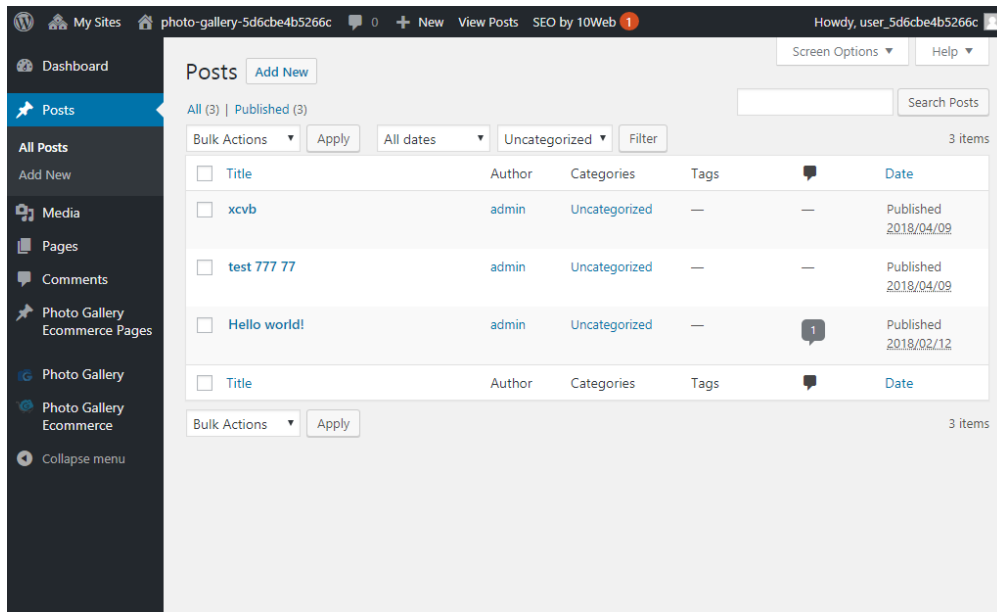 My Sites photo-gallery-5d6cbe4b5266c 0 New View Posts SEO by 10Web 1 Howdy, user_5d6cbe4b5266c
Screen Options ▼ Help ▼
Dashboard
Posts
All Posts
Add New
Media
Pages
Comments
Photo Gallery
Ecommerce Pages
Photo Gallery
Photo Gallery
Ecommerce
Collapse menu
Posts Add New
All (3) | Published (3)
Search Posts
Bulk Actions ▼ Apply All dates ▼ Uncategorized ▼ Filter 3 items
Title Author Categories Tags Date
xcvb admin Uncategorized — — Published
2018/04/09
test 777 77 admin Uncategorized — — Published
2018/04/09
Hello world! admin Uncategorized — 1 Published
2018/02/12
Title Author Categories Tags Date
Bulk Actions ▼ Apply 3 items